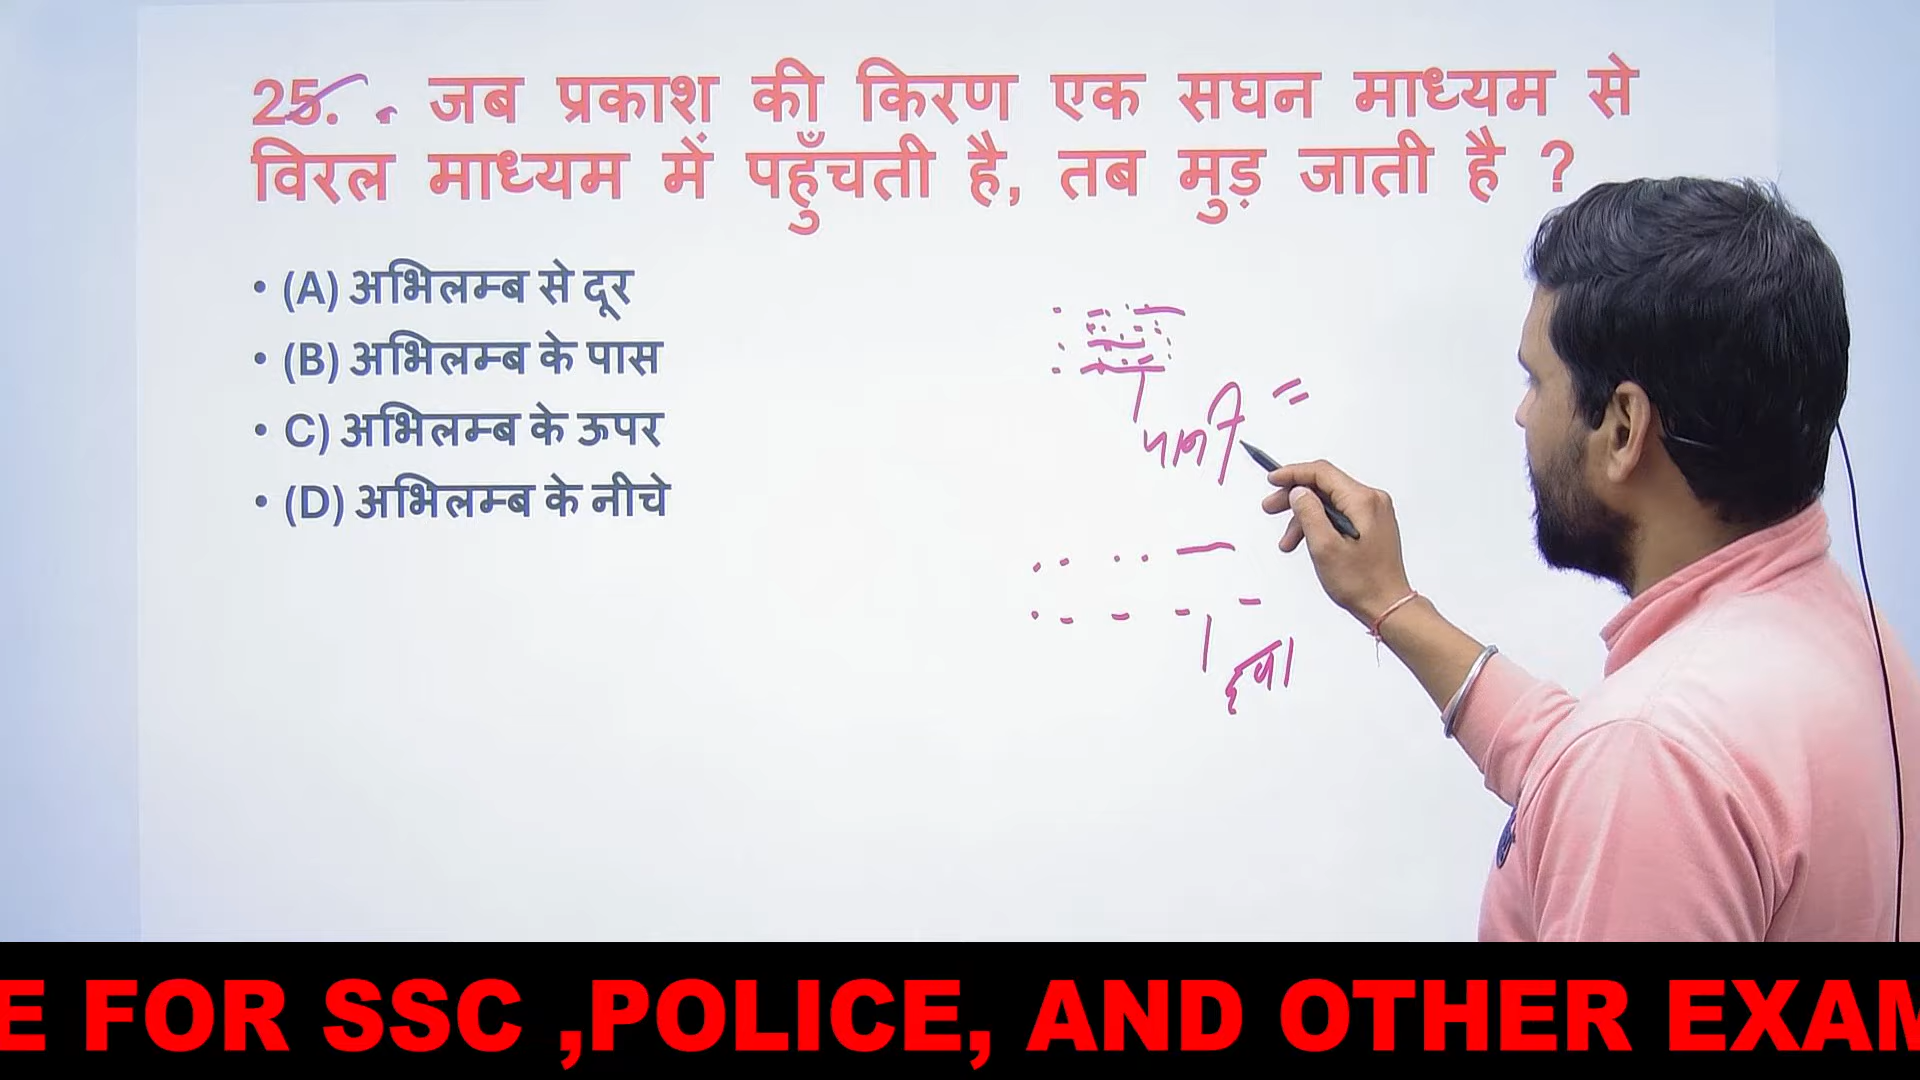 25. जब प्रकाश की किरण एक सघन माध्यम से
विरल माध्यम में पहुँचती है, तब मुड़ जाती है ?
• (A) अभिलम्ब से दूर
• (B) अभिलम्ब के पास
• C) अभिलम्ब के ऊपर
• (D) अभिलम्ब के नीचे
पानी
हवा
E FOR SSC ,POLICE, AND OTHER EXAM